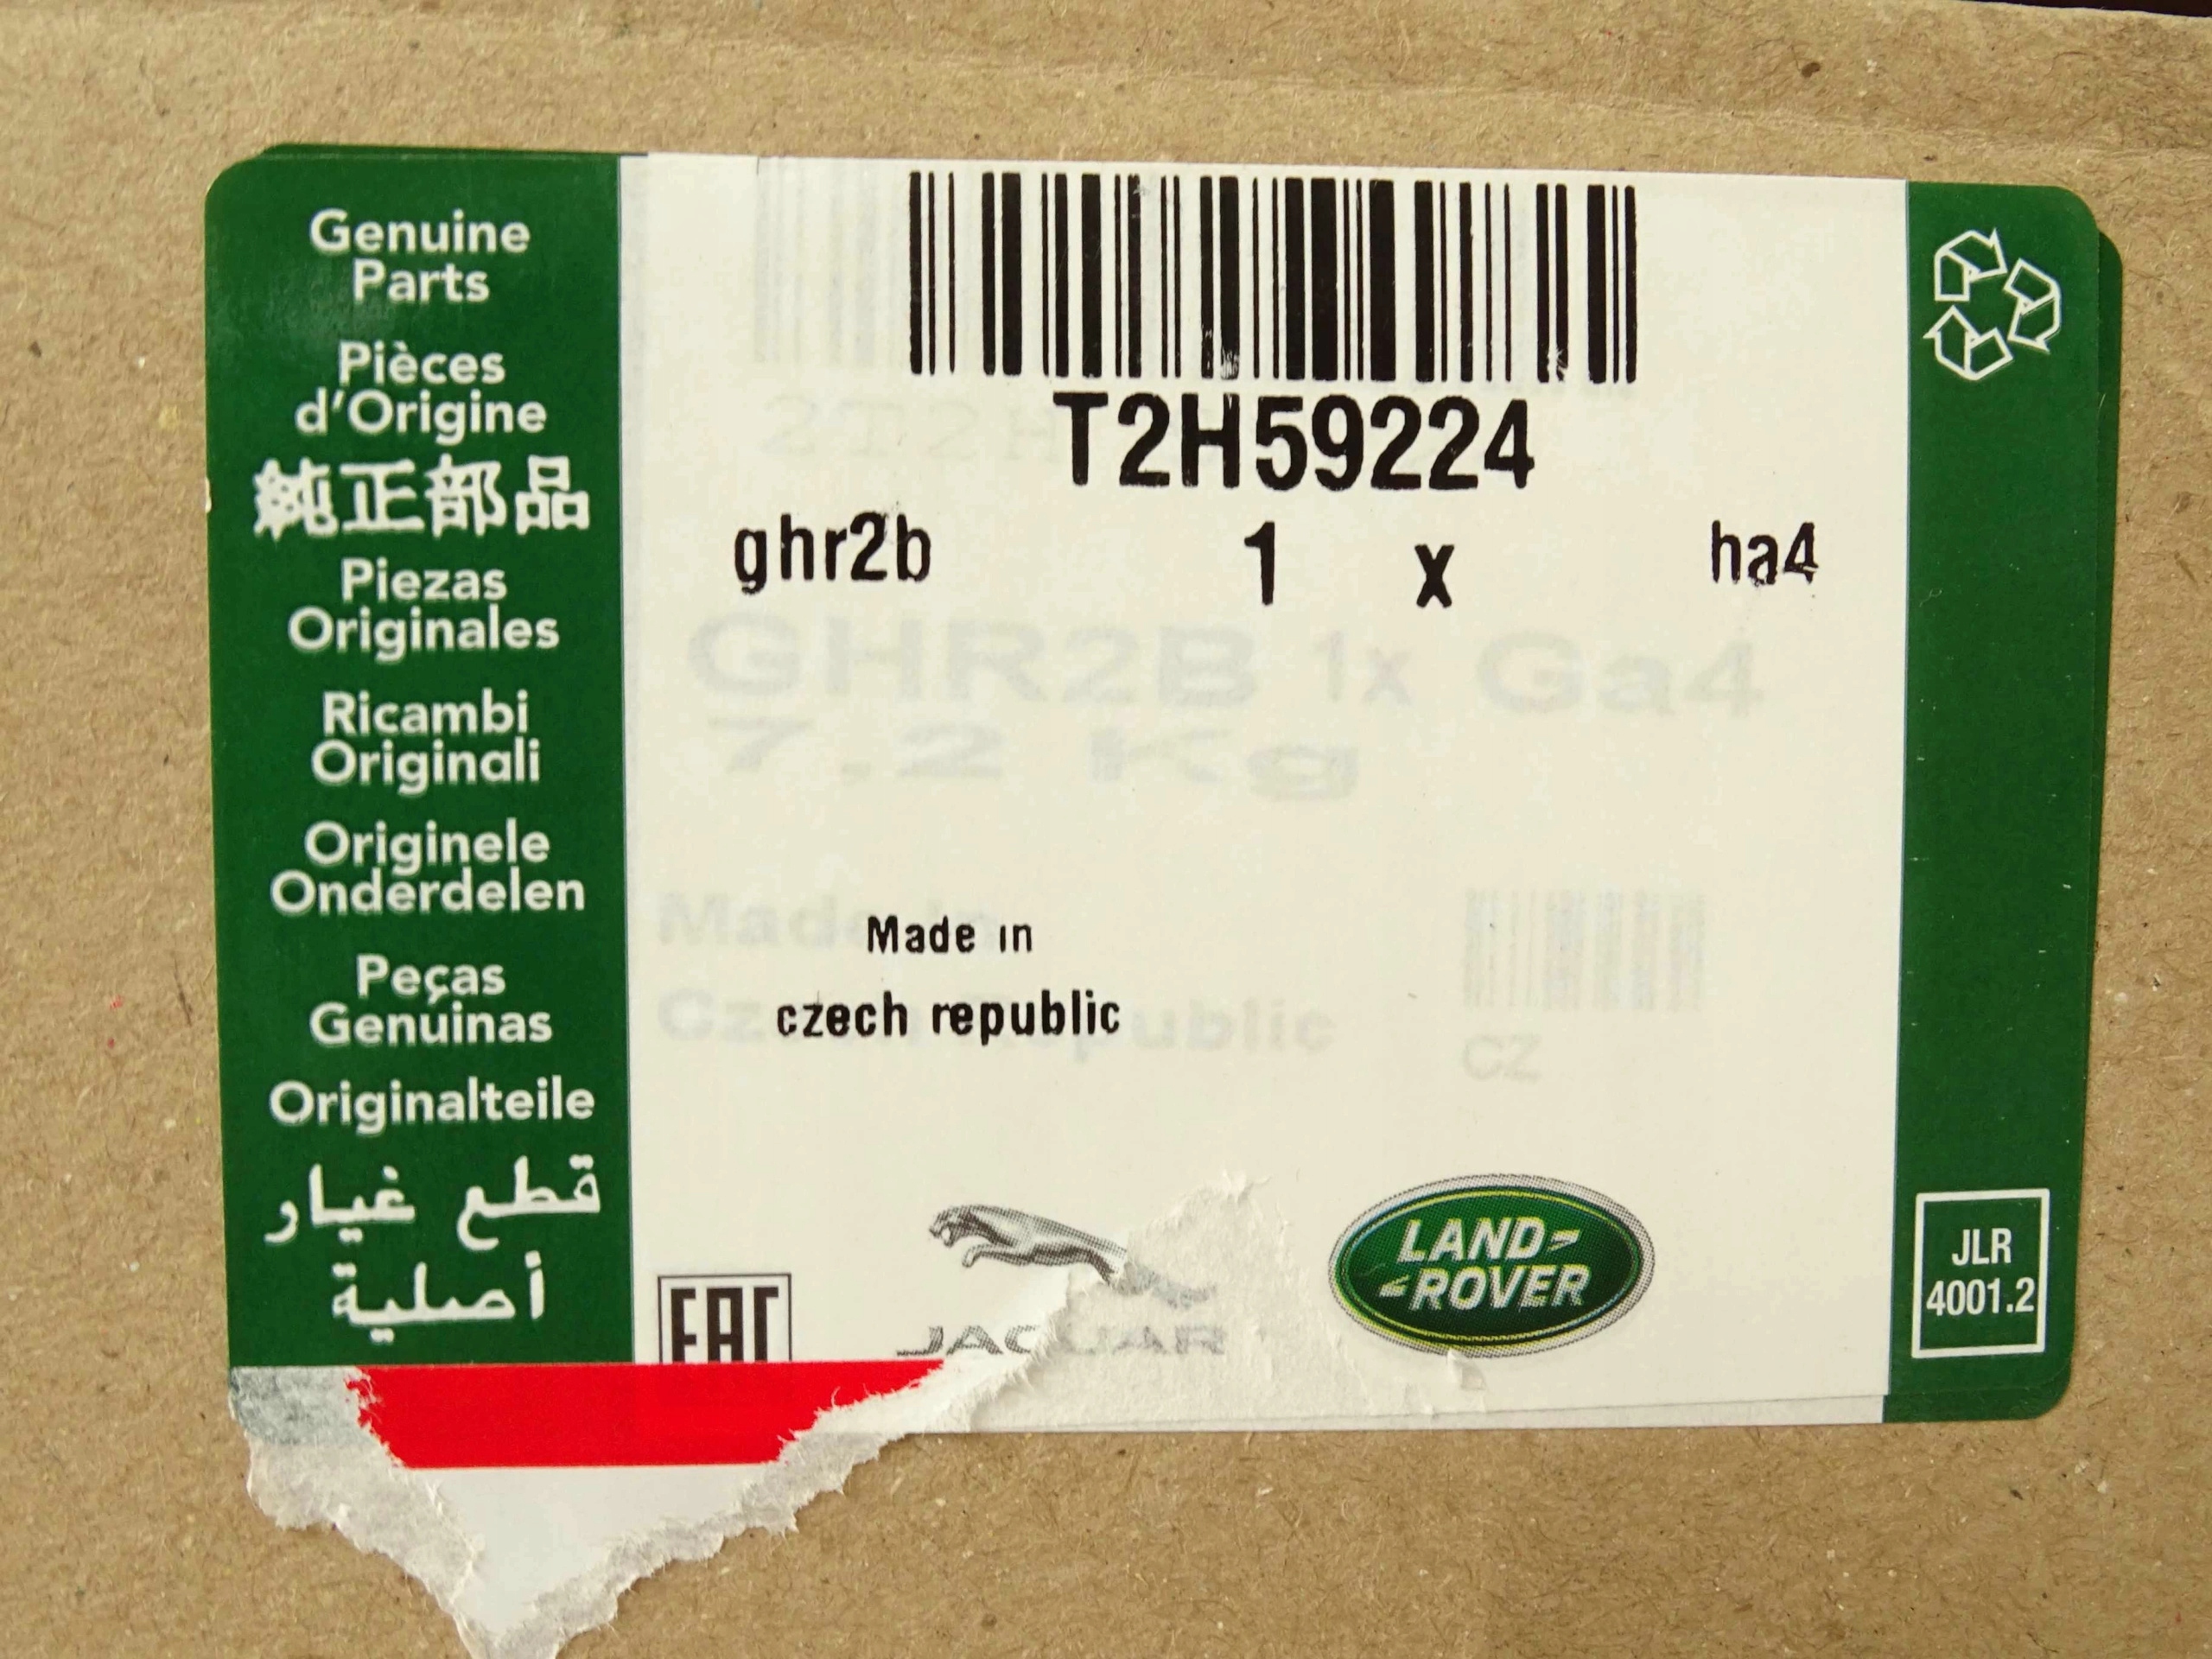 Genuine
Parts
Pièces
d'Origine
純正部品
Piezas
Originales
Ricambi
Originali
Originele
Onderdelen
Peças
Genuinas
Originalteile
قطع غيار
أصلية
T2H59224
ghr2b 1 x ha4
GHR2B 1x Ga4
7.2 Kg
Made in
czech republic
CZ
EAC
JAGUAR
LAND-
-ROVER
JLR
4001.2